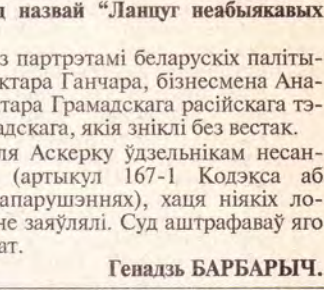 д назвай “Ланцуг неабыякавых
з партрэтамі беларускіх паліты-
ктара Ганчара, бізнесмена Ана-
тара Грамадскага расійскага тэ-
адскага, якія зніклі без вестак.
ля Аскерку ўдзельнікам несан-
(артыкул 167-1 Кодэкса аб
апарушэннях), хаця ніякіх ло-
не заяўлялі. Суд аштрафаваў яго
ат.
Генадзь БАРБАРЫЧ.